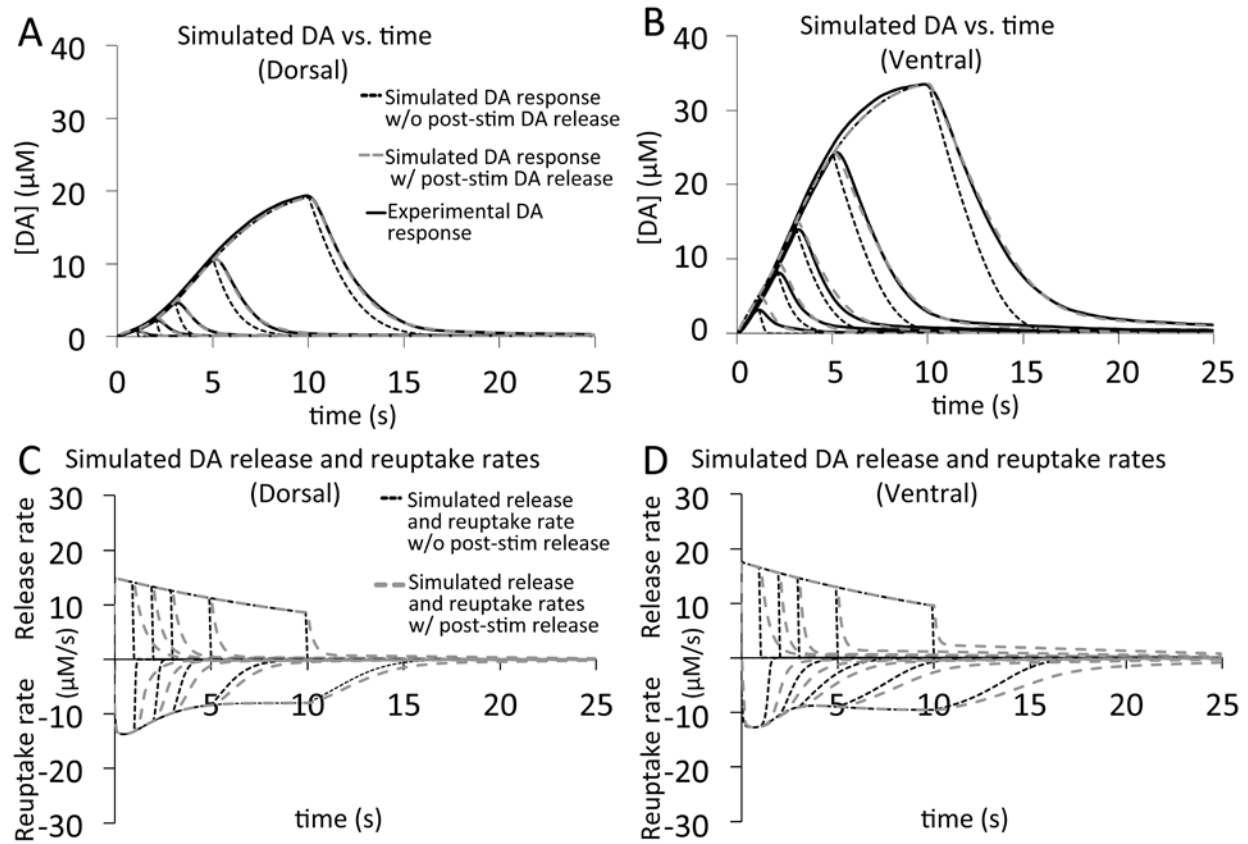 A
Simulated DA vs. time
(Dorsal)
40
30
20
10
0
[DA] (µM)
Simulated DA response
w/o post-stim DA release
Simulated DA response
w/ post-stim DA release
Experimental DA
response
0 5 10 15 20 25
time (s)
B
Simulated DA vs. time
(Ventral)
40
30
20
10
0
[DA] (µM)
0 5 10 15 20 25
time (s)
C Simulated DA release and reuptake rates
(Dorsal)
30
20
10
-10
-20
-30
Release rate
Reuptake rate
(µM/s)
Simulated release
and reuptake rate
w/o post-stim release
Simulated release
and reuptake rates
w/ post-stim release
5 10 15 20 25
time (s)
D Simulated DA release and reuptake rates
(Ventral)
30
20
10
-10
-20
-30
Release rate
Reuptake rate
(µM/s)
5 10 15 20 25
time (s)